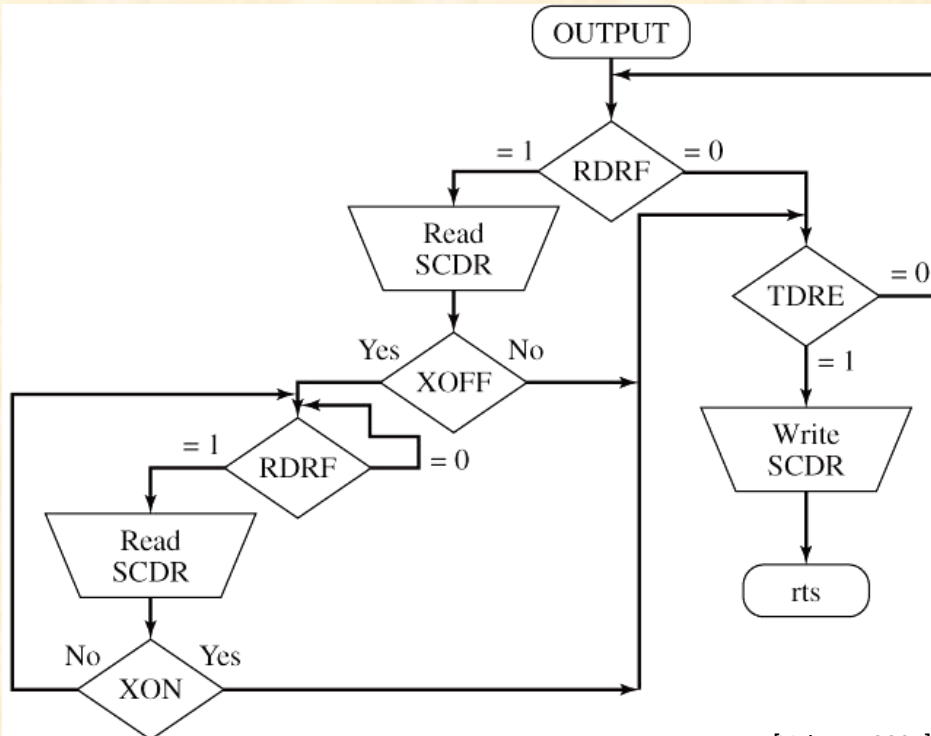 OUTPUT
= 1
RDRF
= 0
Read
SCDR
TDRE
= 0
Yes
XOFF
No
= 1
Write
SCDR
= 1
RDRF
= 0
Read
SCDR
rts
No
XON
Yes